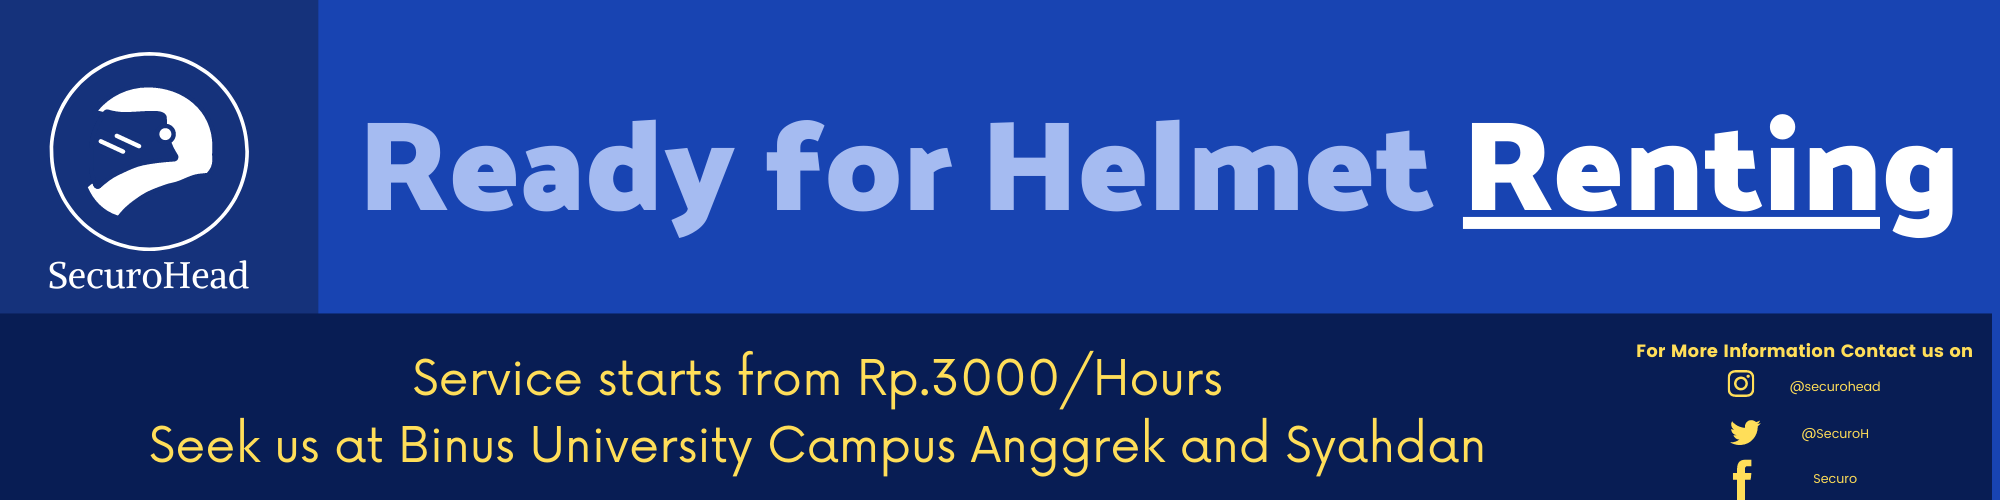 SecuroHead
Ready for Helmet Renting
Service starts from Rp.3000/Hours
Seek us at Binus University Campus Anggrek and Syahdan
For More Information Contact us on
@securohead
@SecuroH
Securo